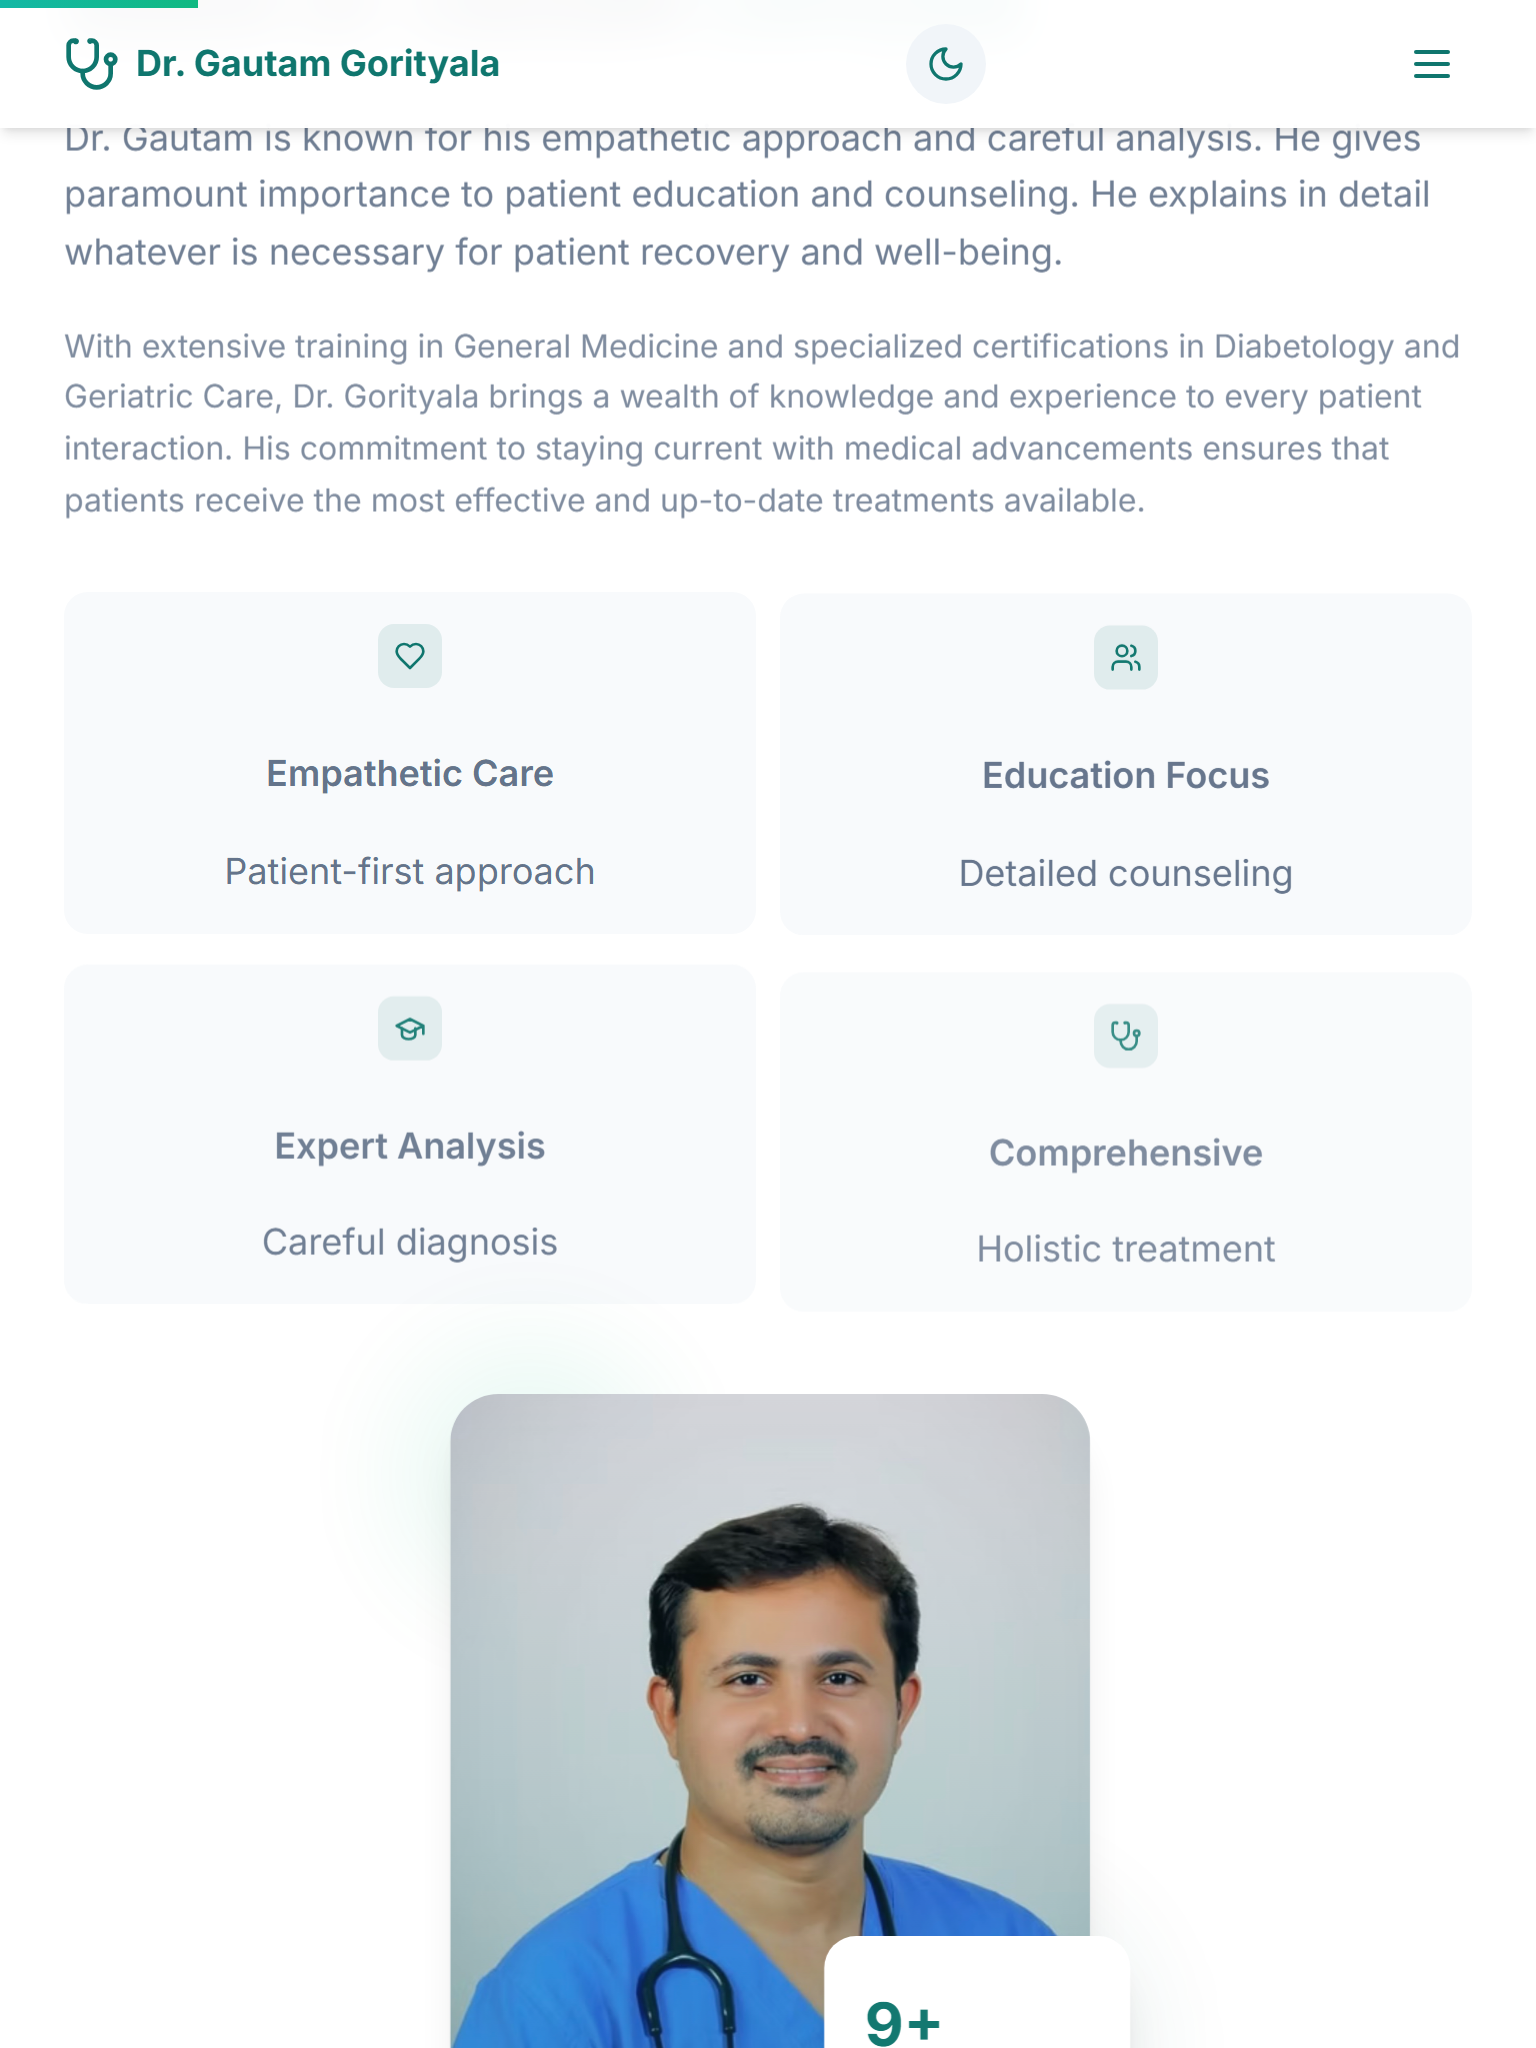 Dr. Gautam Gorityala
Dr. Gautam is known for his empathetic approach and careful analysis. He gives
paramount importance to patient education and counseling. He explains in detail
whatever is necessary for patient recovery and well-being.
With extensive training in General Medicine and specialized certifications in Diabetology and
Geriatric Care, Dr. Gorityala brings a wealth of knowledge and experience to every patient
interaction. His commitment to staying current with medical advancements ensures that
patients receive the most effective and up-to-date treatments available.
Empathetic Care
Patient-first approach
Education Focus
Detailed counseling
Expert Analysis
Careful diagnosis
Comprehensive
Holistic treatment
9+